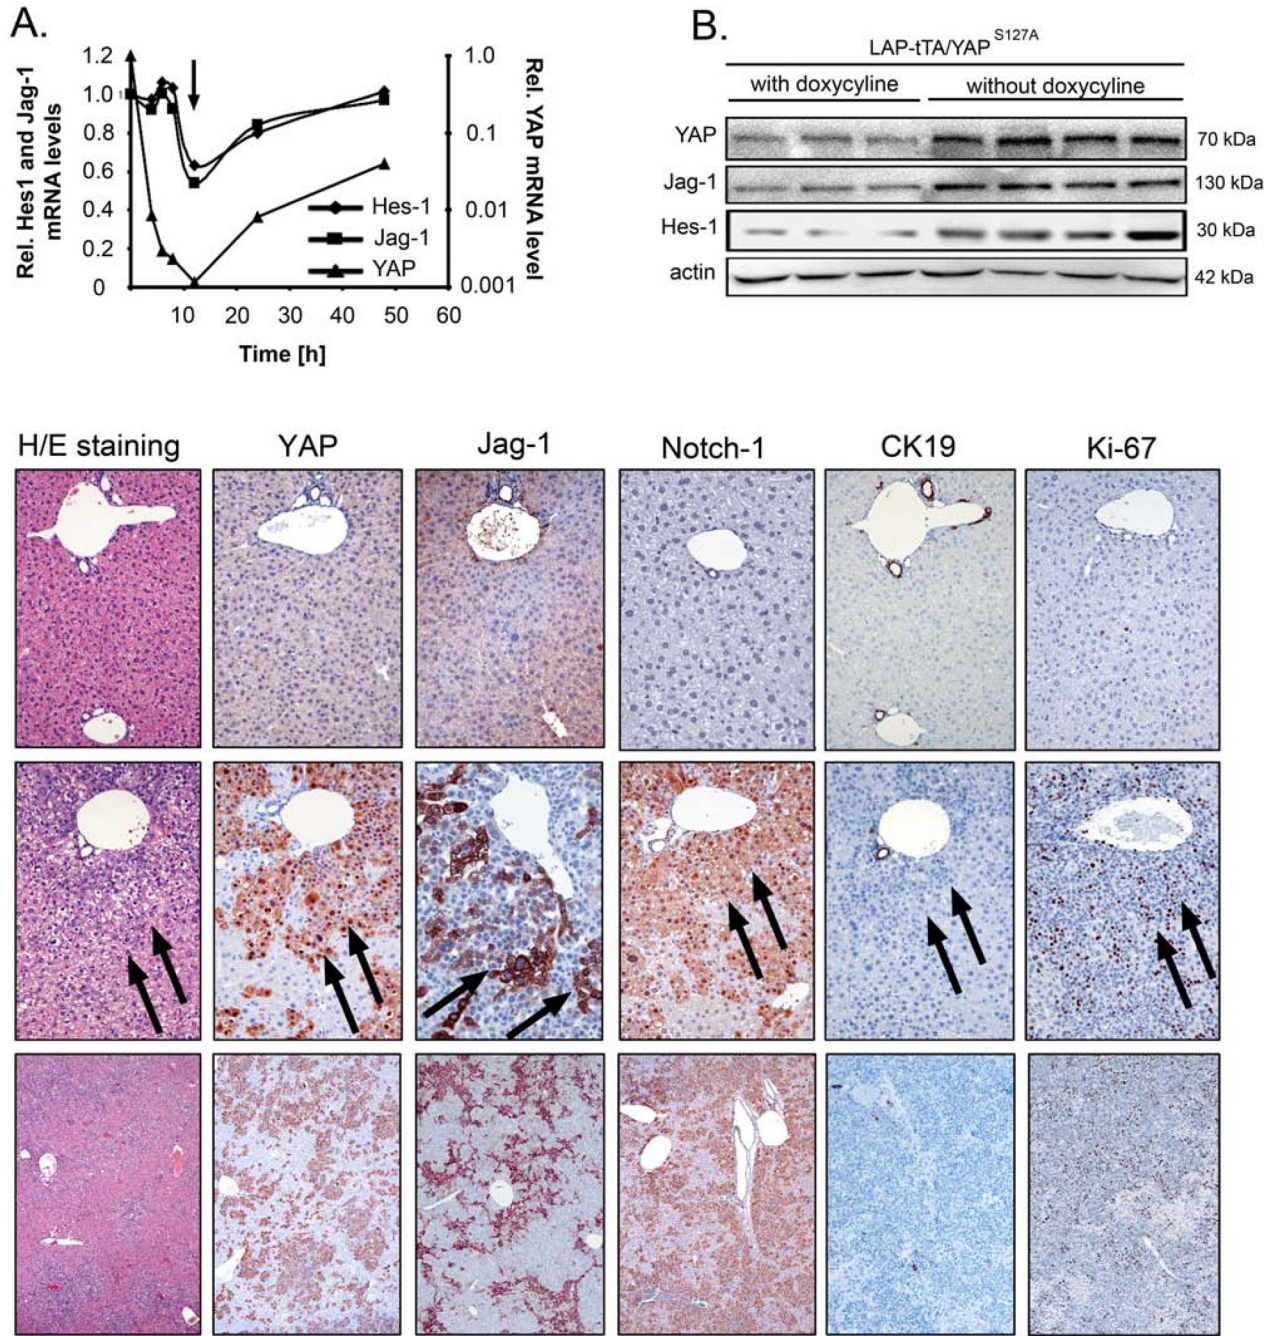 A.
Rel. Hes1 and Jag-1
mRNA levels
1.2
1.0
0.8
0.6
0.4
0.2
0
1.0
0.1
0.01
0.001
Rel. YAP mRNA level
Hes-1
Jag-1
YAP
10 20 30 40 50 60
Time [h]
B.
LAP-tTA/YAP S127A
with doxycyline without doxycyline
YAP 70 kDa
Jag-1 130 kDa
Hes-1 30 kDa
actin 42 kDa
H/E staining YAP Jag-1 Notch-1 CK19 Ki-67